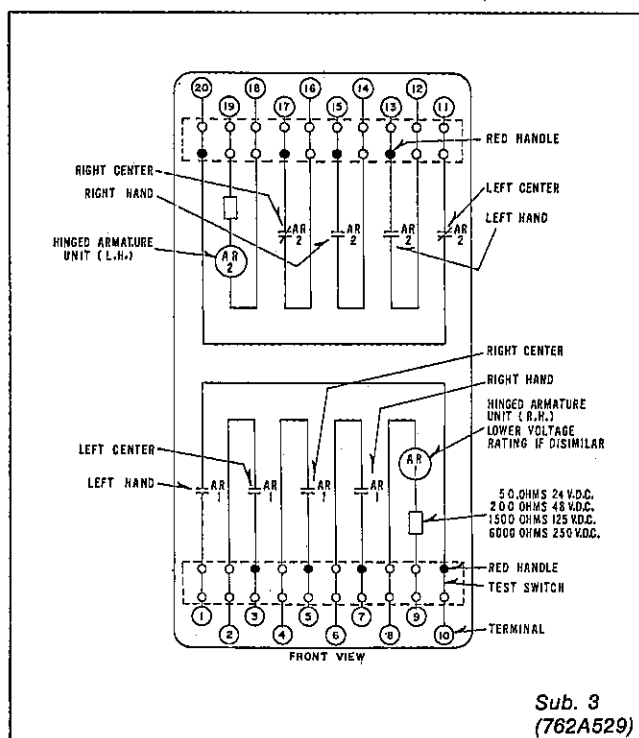 20 18 16 14 12
19 17 15 13 11
RED HANDLE
RIGHT CENTER
RIGHT HAND
LEFT CENTER
LEFT HAND
AR 2
AR 2
AR 2
AR 2
HINGED ARMATURE
UNIT (L.H.)
AR 2
RIGHT CENTER
RIGHT HAND
HINGED ARMATURE
UNIT (R.H.)
LOWER VOLTAGE
RATING IF DISIMILAR
LEFT CENTER
LEFT HAND
AR 1
AR 1
AR 1
AR 1
AR
50.OHMS 24 V.D.C.
200 OHMS 48 V.D.C.
1500 OHMS 125 V.D.C.
6000 OHMS 250 V.D.C.
RED HANDLE
TEST SWITCH
1 3 5 7 9
2 4 6 8 10
TERMINAL
FRONT VIEW
Sub. 3
(762A529)